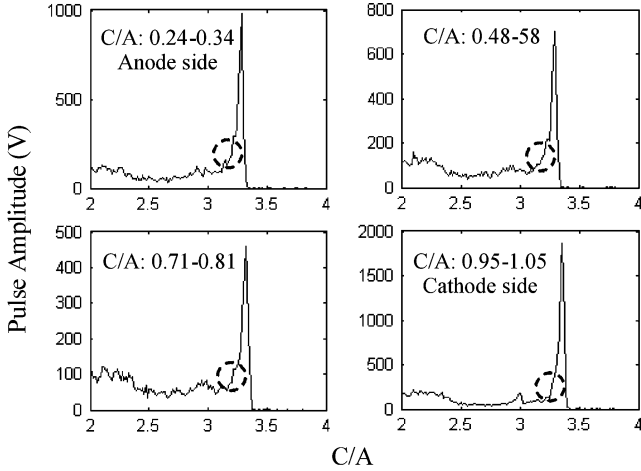 C/A: 0.24-0.34
Anode side
1000
500
0
2 2.5 3 3.5 4
C/A: 0.48-58
800
600
400
200
0
2 2.5 3 3.5 4
Pulse Amplitude (V)
C/A: 0.71-0.81
500
400
300
200
100
0
2 2.5 3 3.5 4
C/A: 0.95-1.05
Cathode side
2000
1500
1000
500
0
2 2.5 3 3.5 4
C/A